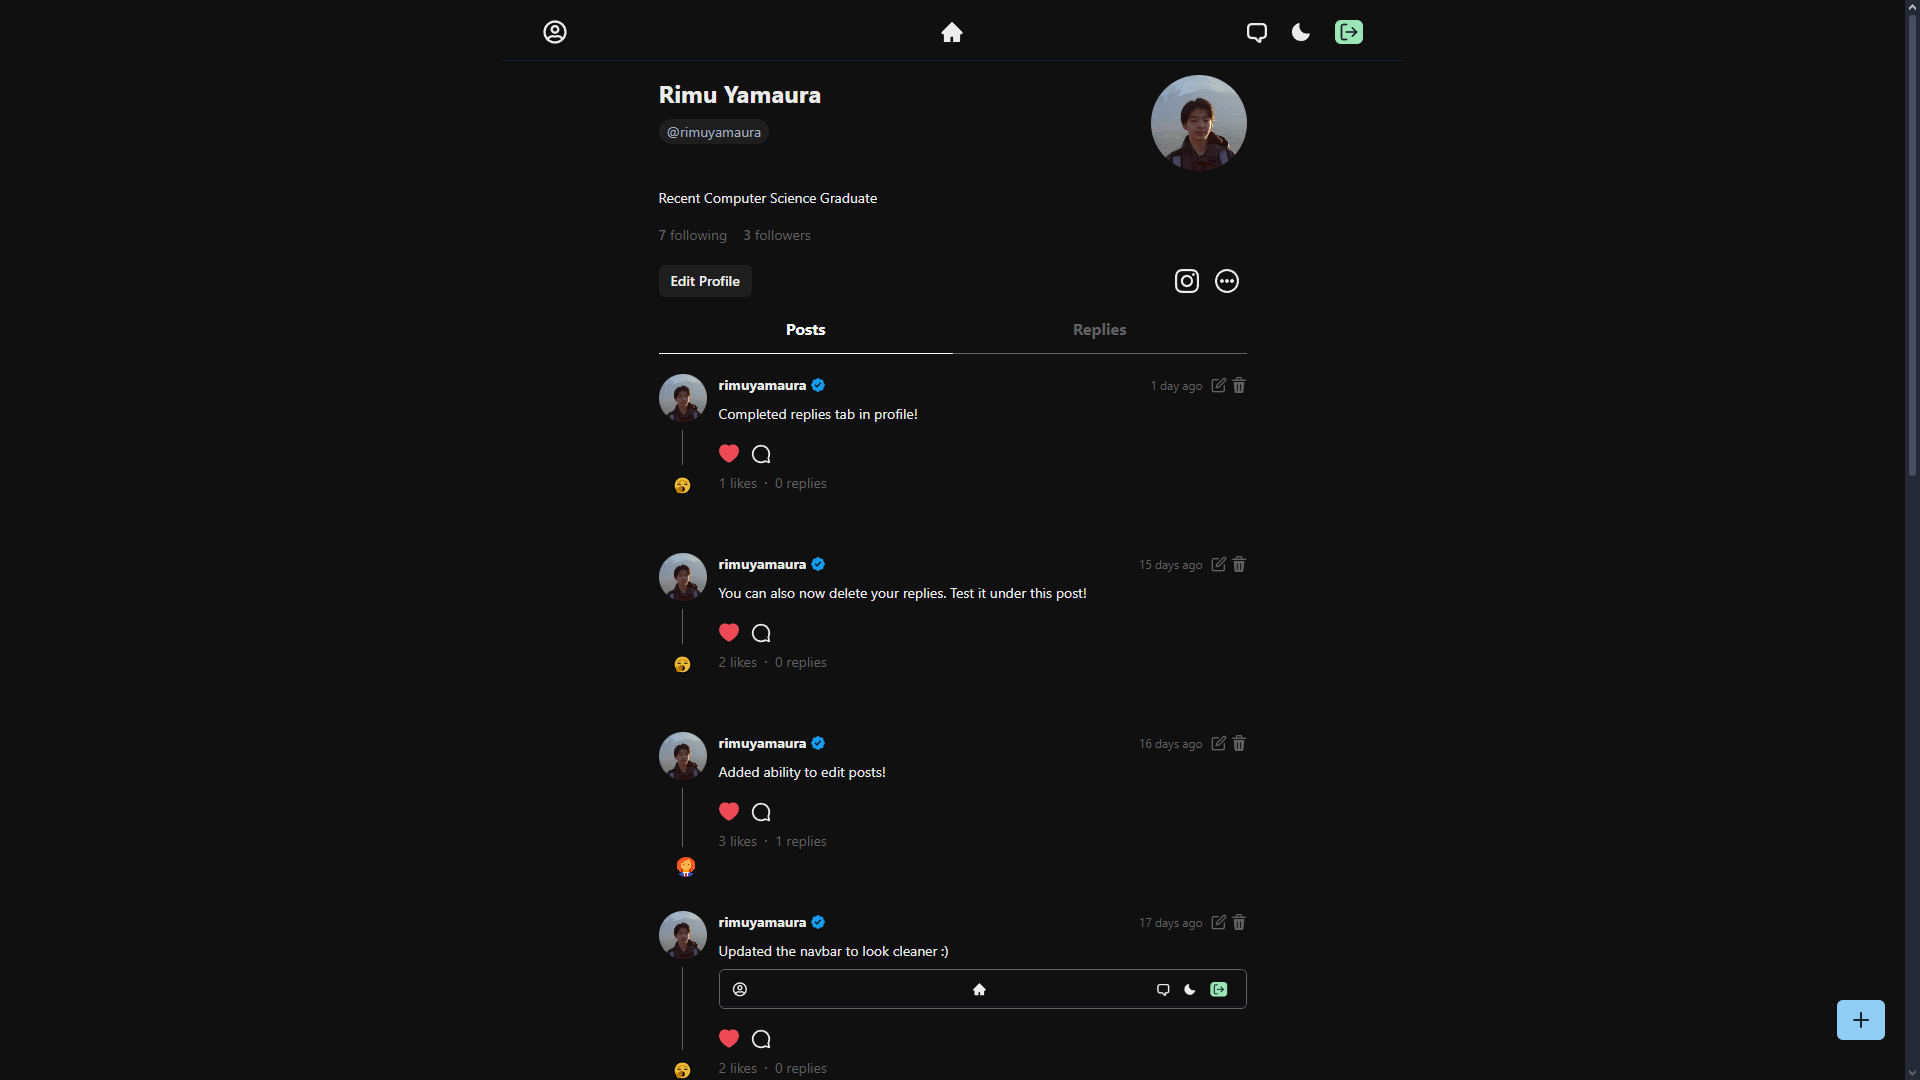 Rimu Yamaura
@rimuyamaura
Recent Computer Science Graduate
7 following 3 followers
Edit Profile
Posts Replies
rimuyamaura 1 day ago
Completed replies tab in profile!
1 likes · 0 replies
rimuyamaura 15 days ago
You can also now delete your replies. Test it under this post!
2 likes · 0 replies
rimuyamaura 16 days ago
Added ability to edit posts!
3 likes · 1 replies
rimuyamaura 17 days ago
Updated the navbar to look cleaner :)
2 likes · 0 replies